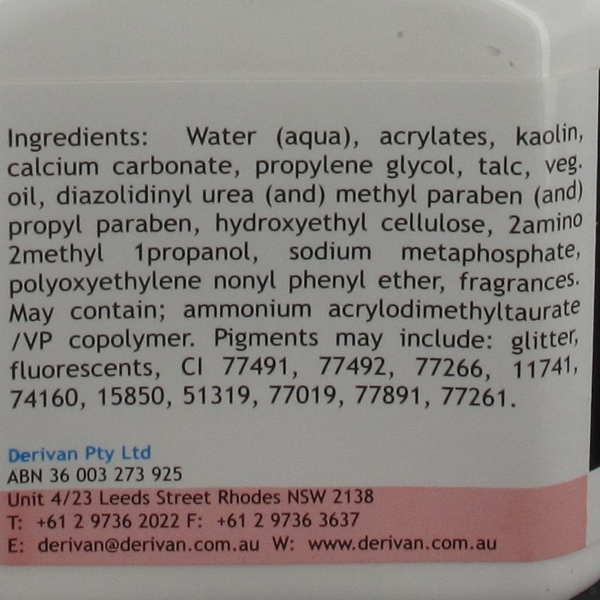 Ingredients: Water (aqua), acrylates, kaolin,
calcium carbonate, propylene glycol, talc, veg.
oil, diazolidinyl urea (and) methyl paraben (and)
propyl paraben, hydroxyethyl cellulose, 2amino
2methyl 1propanol, sodium metaphosphate,
polyoxyethylene nonyl phenyl ether, fragrances.
May contain; ammonium acrylodimethyltaurate
/VP copolymer. Pigments may include: glitter,
fluorescents, CI 77491, 77492, 77266, 11741,
74160, 15850, 51319, 77019, 77891, 77261.
Derivan Pty Ltd
ABN 36 003 273 925
Unit 4/23 Leeds Street Rhodes NSW 2138
T: +61 2 9736 2022 F: +61 2 9736 3637
E: derivan@derivan.com.au W: www.derivan.com.au